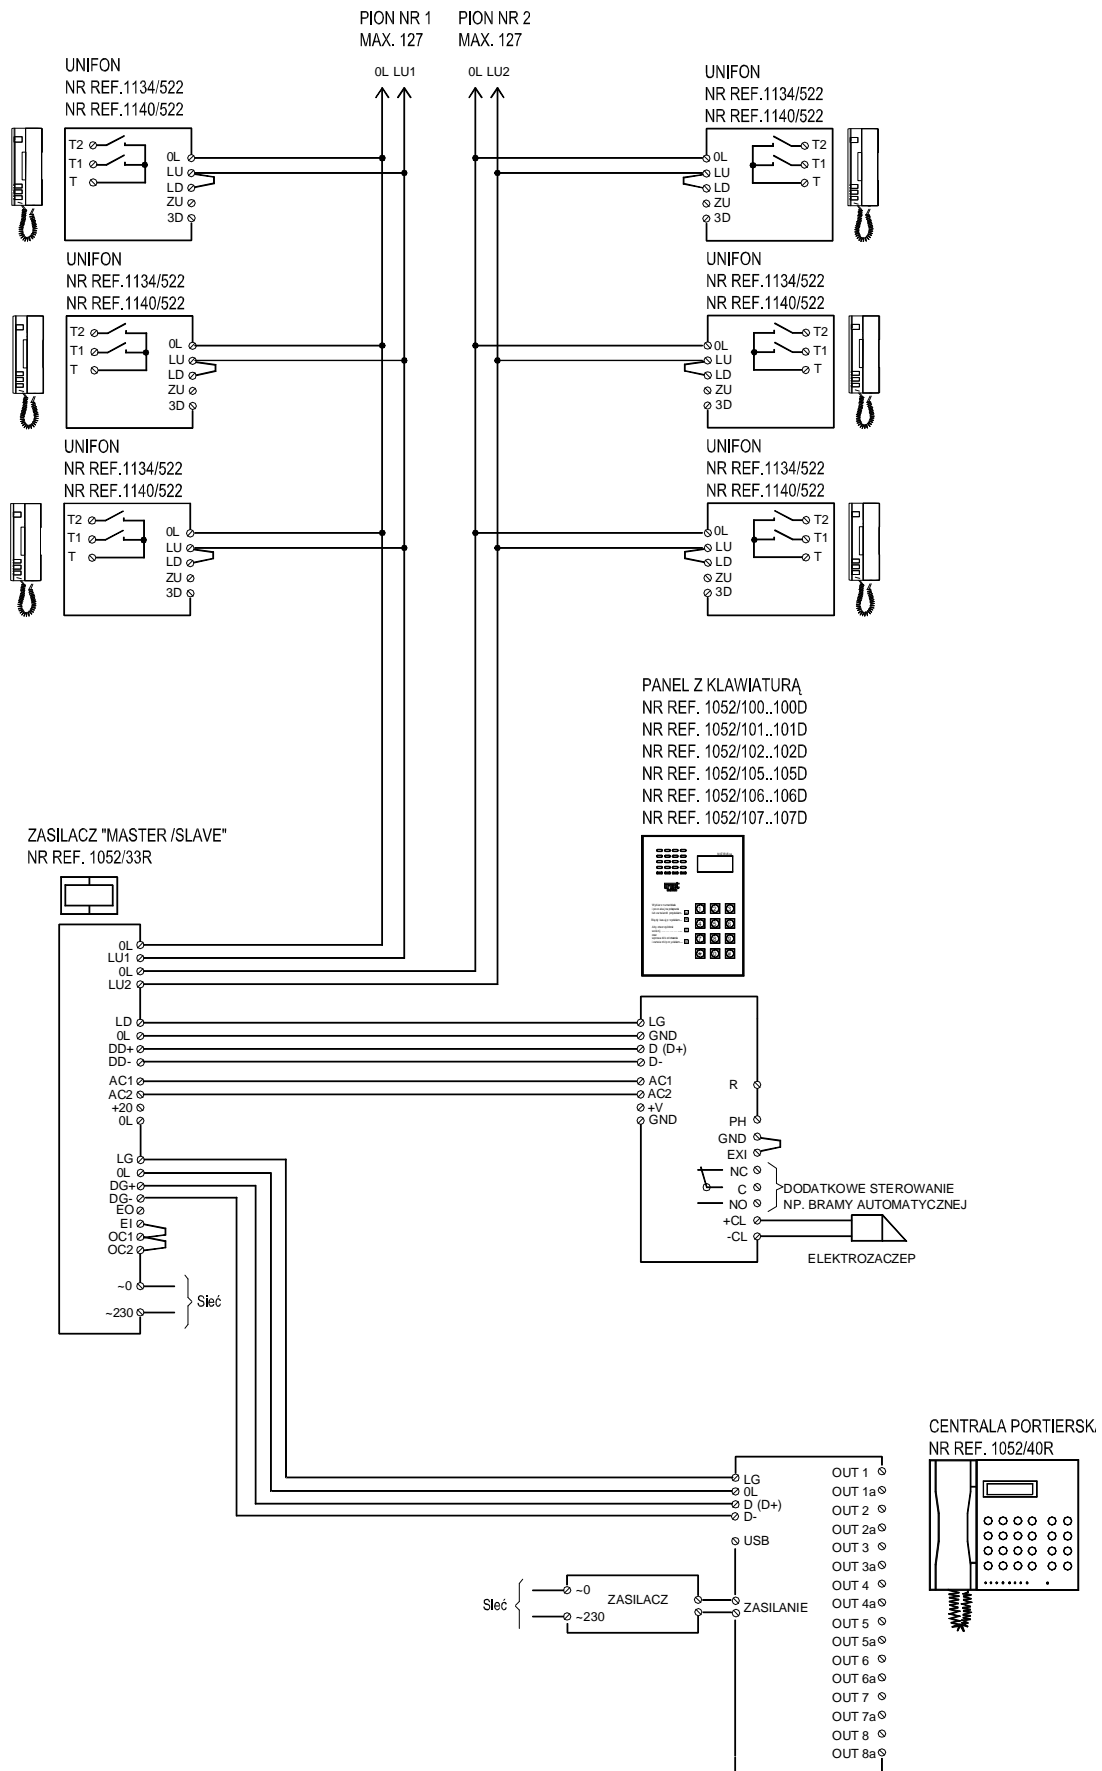 PION NR 1
MAX. 127
PION NR 2
MAX. 127
0L LU1
0L LU2
UNIFON
NR REF.1134/522
NR REF.1140/522
T2
T1
T
0L
LU
LD
ZU
3D
UNIFON
NR REF.1134/522
NR REF.1140/522
0L
LU
LD
ZU
3D
T2
T1
T
UNIFON
NR REF.1134/522
NR REF.1140/522
T2
T1
T
0L
LU
LD
ZU
3D
UNIFON
NR REF.1134/522
NR REF.1140/522
0L
LU
LD
ZU
3D
T2
T1
T
UNIFON
NR REF.1134/522
NR REF.1140/522
T2
T1
T
0L
LU
LD
ZU
3D
UNIFON
NR REF.1134/522
NR REF.1140/522
0L
LU
LD
ZU
3D
T2
T1
T
PANEL Z KLAWIATURĄ
NR REF. 1052/100..100D
NR REF. 1052/101..101D
NR REF. 1052/102..102D
NR REF. 1052/105..105D
NR REF. 1052/106..106D
NR REF. 1052/107..107D
ZASILACZ "MASTER /SLAVE"
NR REF. 1052/33R
0L
LU1
0L
LU2
LD
0L
DD+
DD-
AC1
AC2
+20
0L
LG
0L
DG+
DG-
EO
EI
OC1
OC2
~0
~230
Sieć
LG
GND
D (D+)
D-
AC1
AC2
+V
GND
R
PH
GND
EXI
NC
C
NO
+CL
-CL
DODATKOWE STEROWANIE
NP. BRAMY AUTOMATYCZNEJ
ELEKTROZACZEP
CENTRALA PORTIERSKA
NR REF. 1052/40R
LG
0L
D (D+)
D-
USB
ZASILANIE
Sieć
~0
~230
ZASILACZ
OUT 1
OUT 1a
OUT 2
OUT 2a
OUT 3
OUT 3a
OUT 4
OUT 4a
OUT 5
OUT 5a
OUT 6
OUT 6a
OUT 7
OUT 7a
OUT 8
OUT 8a